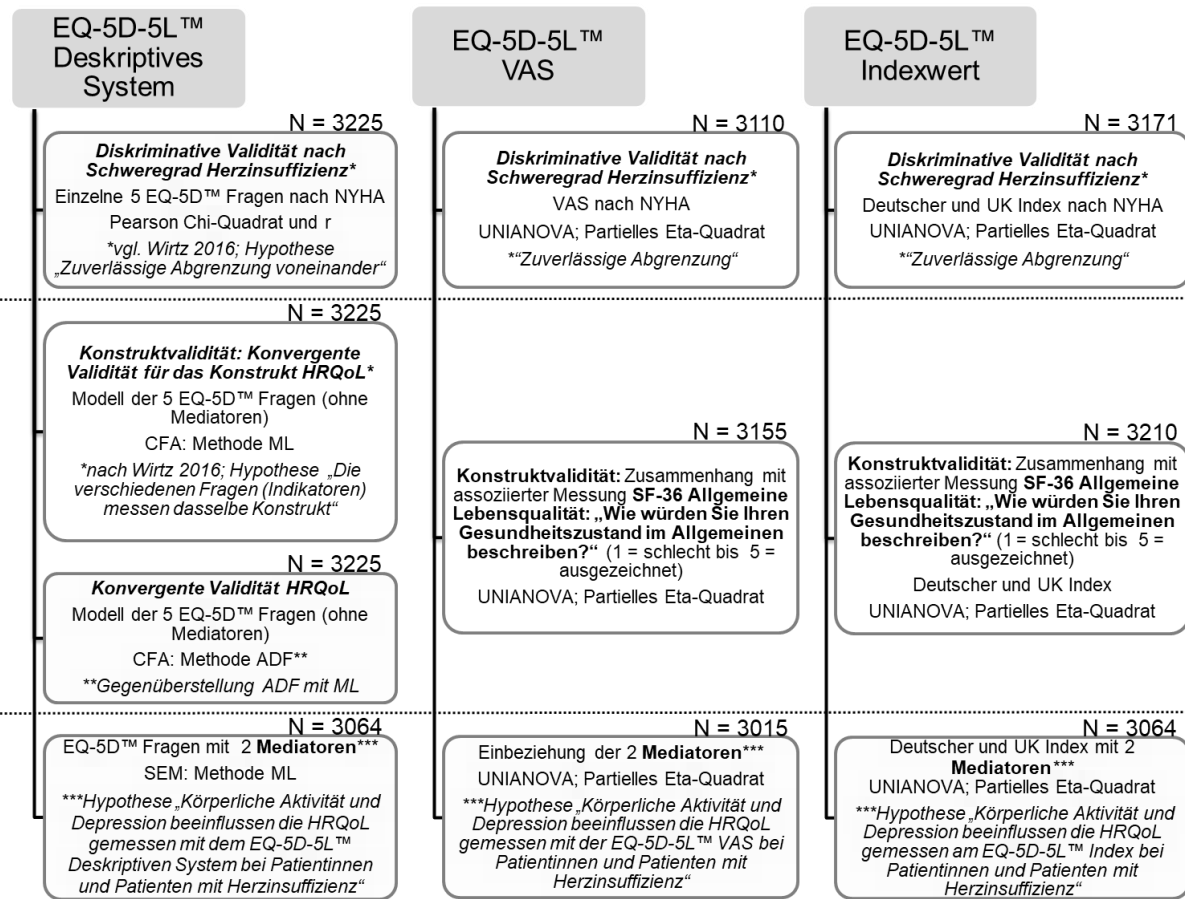 EQ-5D-5L™
Deskriptives
System
N = 3225
Diskriminative Validität nach
Schweregrad Herzinsuffizienz*
Einzelne 5 EQ-5D™ Fragen nach NYHA
Pearson Chi-Quadrat und r
*vgl. Wirtz 2016; Hypothese
„Zuverlässige Abgrenzung voneinander“
N = 3225
Konstruktvalidität: Konvergente
Validität für das Konstrukt HRQoL*
Modell der 5 EQ-5D™ Fragen (ohne
Mediatoren)
CFA: Methode ML
*nach Wirtz 2016; Hypothese „Die
verschiedenen Fragen (Indikatoren)
messen dasselbe Konstrukt“
N = 3225
Konvergente Validität HRQoL
Modell der 5 EQ-5D™ Fragen (ohne
Mediatoren)
CFA: Methode ADF**
**Gegenüberstellung ADF mit ML
N = 3064
EQ-5D™ Fragen mit 2 Mediatoren***
SEM: Methode ML
***Hypothese „Körperliche Aktivität und
Depression beeinflussen die HRQoL
gemessen mit dem EQ-5D-5L™
Deskriptiven System bei Patientinnen
und Patienten mit Herzinsuffizienz“
EQ-5D-5L™
VAS
N = 3110
Diskriminative Validität nach
Schweregrad Herzinsuffizienz*
VAS nach NYHA
UNIANOVA; Partielles Eta-Quadrat
*“Zuverlässige Abgrenzung“
N = 3155
Konstruktvalidität: Zusammenhang mit
assoziierter Messung SF-36 Allgemeine
Lebensqualität: „Wie würden Sie Ihren
Gesundheitszustand im Allgemeinen
beschreiben?“ (1 = schlecht bis 5 =
ausgezeichnet)
UNIANOVA; Partielles Eta-Quadrat
N = 3015
Einbeziehung der 2 Mediatoren***
UNIANOVA; Partielles Eta-Quadrat
***Hypothese „Körperliche Aktivität und
Depression beeinflussen die HRQoL
gemessen mit der EQ-5D-5L™ VAS bei
Patientinnen und Patienten mit
Herzinsuffizienz“
EQ-5D-5L™
Indexwert
N = 3171
Diskriminative Validität nach
Schweregrad Herzinsuffizienz*
Deutscher und UK Index nach NYHA
UNIANOVA; Partielles Eta-Quadrat
*“Zuverlässige Abgrenzung“
N = 3210
Konstruktvalidität: Zusammenhang mit
assoziierter Messung SF-36 Allgemeine
Lebensqualität: „Wie würden Sie Ihren
Gesundheitszustand im Allgemeinen
beschreiben?“ (1 = schlecht bis 5 =
ausgezeichnet)
Deutscher und UK Index
UNIANOVA; Partielles Eta-Quadrat
N = 3064
Deutscher und UK Index mit 2
Mediatoren***
UNIANOVA; Partielles Eta-Quadrat
***Hypothese „Körperliche Aktivität und
Depression beeinflussen die HRQoL
gemessen am EQ-5D-5L™ Index bei
Patientinnen und Patienten mit
Herzinsuffizienz“